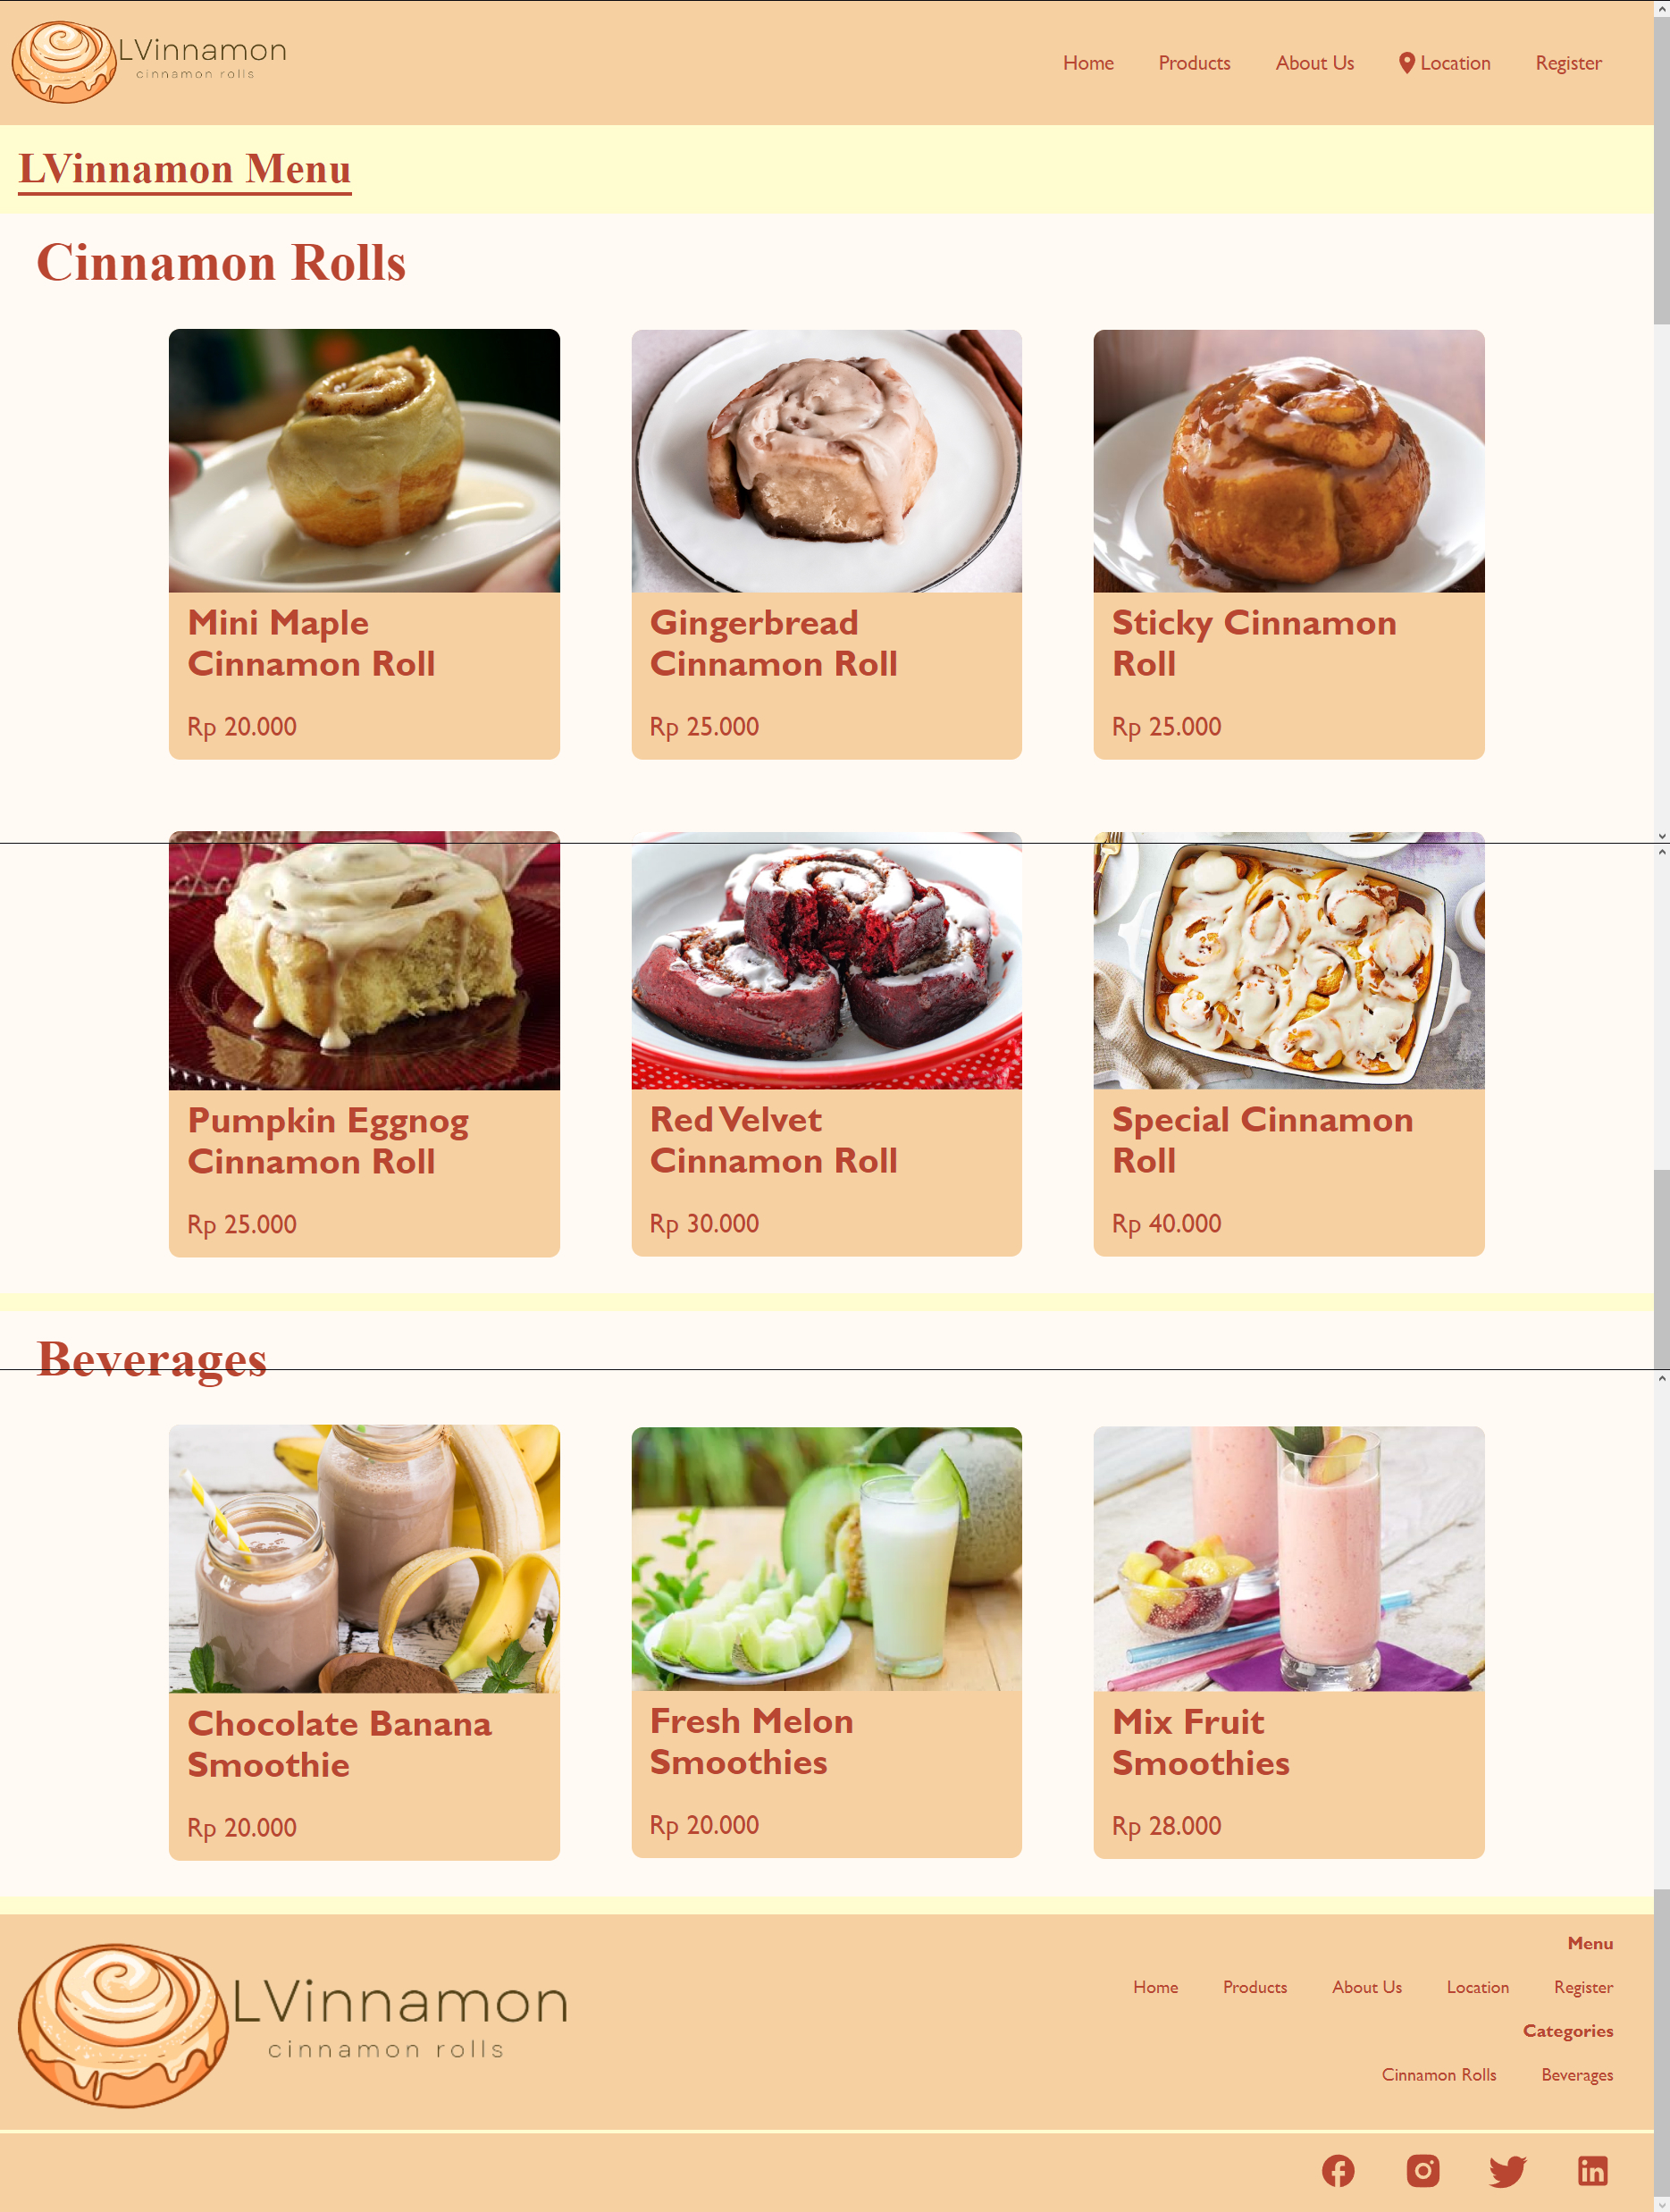 LVinnamon
cinnamon rolls
Home Products About Us Location Register
LVinnamon Menu
Cinnamon Rolls
Mini Maple
Cinnamon Roll
Rp 20.000
Gingerbread
Cinnamon Roll
Rp 25.000
Sticky Cinnamon
Roll
Rp 25.000
Pumpkin Eggnog
Cinnamon Roll
Rp 25.000
Red Velvet
Cinnamon Roll
Rp 30.000
Special Cinnamon
Roll
Rp 40.000
Beverages
Chocolate Banana
Smoothie
Rp 20.000
Fresh Melon
Smoothies
Rp 20.000
Mix Fruit
Smoothies
Rp 28.000
LVinnamon
cinnamon rolls
Menu
Home Products About Us Location Register
Categories
Cinnamon Rolls Beverages